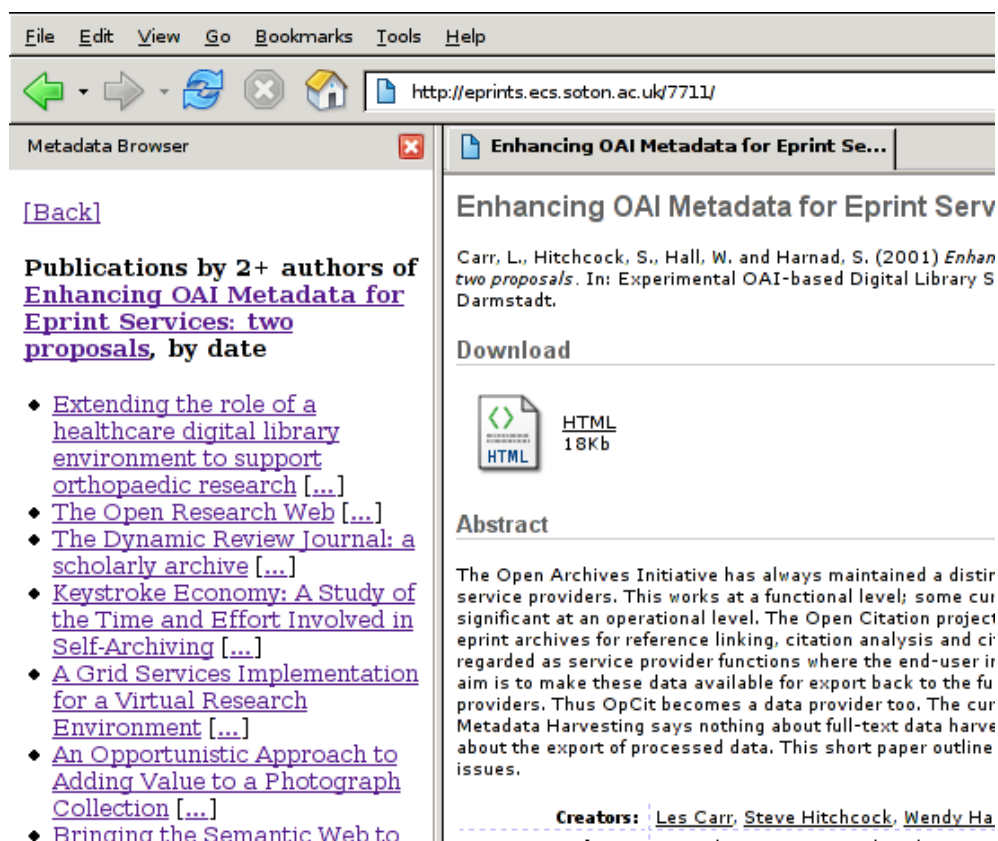 File Edit View Go Bookmarks Tools Help
http://eprints.ecs.soton.ac.uk/7711/
Metadata Browser
Enhancing OAI Metadata for Eprint Se...
[Back]
Publications by 2+ authors of
Enhancing OAI Metadata for
Eprint Services: two
proposals, by date
Extending the role of a
healthcare digital library
environment to support
orthopaedic research [...]
The Open Research Web [...]
The Dynamic Review Journal: a
scholarly archive [...]
Keystroke Economy: A Study of
the Time and Effort Involved in
Self-Archiving [...]
A Grid Services Implementation
for a Virtual Research
Environment [...]
An Opportunistic Approach to
Adding Value to a Photograph
Collection [...]
Bringing the Semantic Web to
Enhancing OAI Metadata for Eprint Serv
Carr, L., Hitchcock, S., Hall, W. and Harnad, S. (2001) Enhan
two proposals. In: Experimental OAI-based Digital Library S
Darmstadt.
Download
HTML
HTML
18Kb
Abstract
The Open Archives Initiative has always maintained a distin
service providers. This works at a functional level; some cur
significant at an operational level. The Open Citation project
eprint archives for reference linking, citation analysis and ci
regarded as service provider functions where the end-user in
aim is to make these data available for export back to the fu
providers. Thus OpCit becomes a data provider too. The cur
Metadata Harvesting says nothing about full-text data harve
about the export of processed data. This short paper outline
issues.
Creators: Les Carr, Steve Hitchcock, Wendy Ha